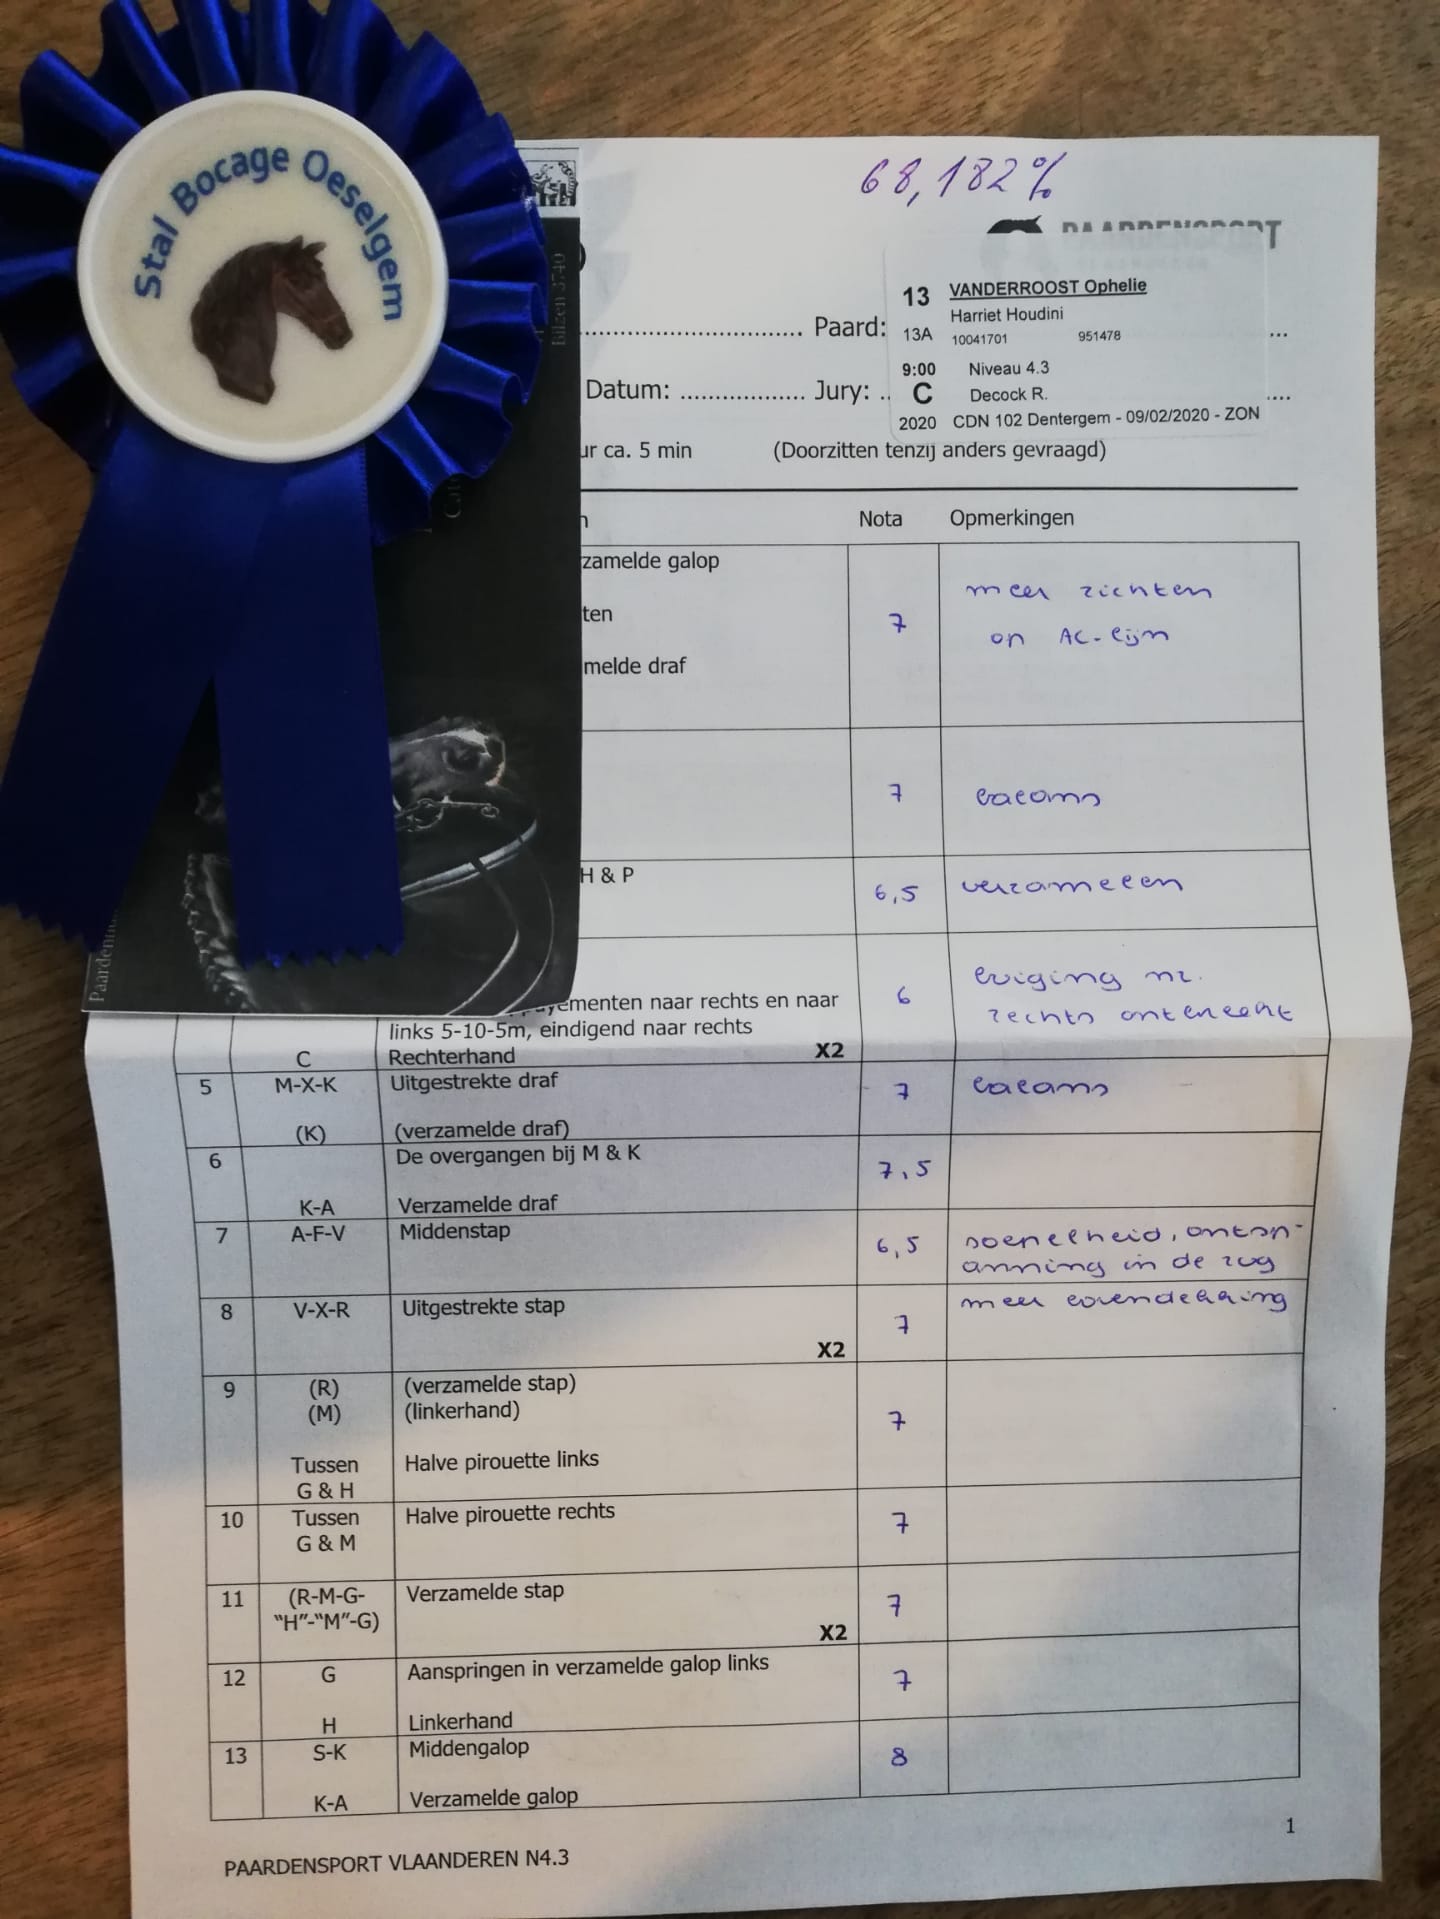 Stal Bocage Oeselgem
68,182%
PAARDENSPORT
13 VANDERROOST Ophelie
Harriet Houdini
13A 10041701 951478
Paard:
9:00 Niveau 4.3
Datum: .................. Jury: .. C Decock R.
2020 CDN 102 Dentergem - 09/02/2020 - ZON
ur ca. 5 min (Doorzitten tenzij anders gevraagd)
Bilzen 3740
Nota Opmerkingen
zamelde galop
meer richten
ten
7
op AC-lijn
melde draf
7 balans
H & P
6,5 verzamelen
buiging nr.
6
ementen naar rechts en naar
rechts
links 5-10-5m, eindigend naar rechts
C Rechterhand X2
5 M-X-K Uitgestrekte draf 7 balans
(K) (verzamelde draf)
6 De overgangen bij M & K 7,5
K-A Verzamelde draf
7 A-F-V Middenstap 6,5 soepelheid, ontsp-
anning in de rug
8 V-X-R Uitgestrekte stap 7 meer
X2
9 (R) (verzamelde stap)
(M) (linkerhand) 7
Tussen Halve pirouette links
G & H
10 Tussen Halve pirouette rechts 7
G & M
11 (R-M-G- Verzamelde stap 7
"H"-"M"-G)
X2
12 G Aanspringen in verzamelde galop links 7
H Linkerhand
13 S-K Middengalop 8
K-A Verzamelde galop
1
PAARDENSPORT VLAANDEREN N4.3